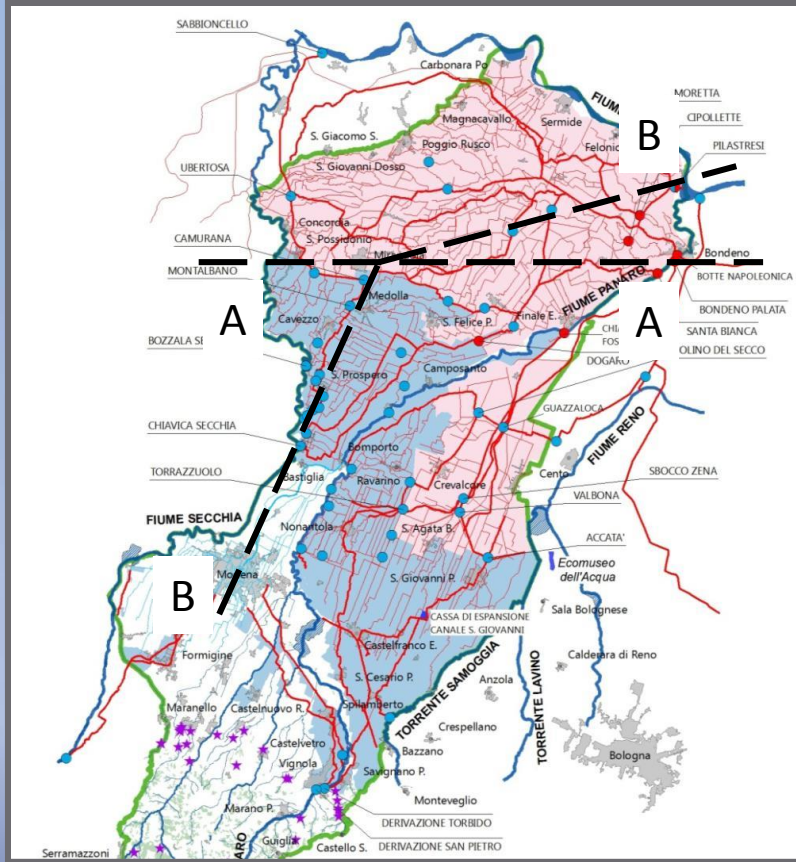 SABBIONCELLO
Carbonara Po
FIUME
MORETTA
Magnacavallo
Sermide
CIPOLLETTE
S. Giacomo S.
Poggio Rusco
Felonic
B
PILASTRESI
UBERTOSA
S. Giovanni Dosso
Concordia
S. Possidonio
CAMURANA
Bondeno
MONTALBANO
Medolla
BOTTE NAPOLEONICA
FIUME PANARO
A
Cavezzo
S. Felice P.
Finale E.
A
BONDENO PALATA
SANTA BIANCA
BOZZALA SE
DOGARO
OLINO DEL SECCO
S. Prospero
Camposanto
GUAZZALOCA
CHIAVICA SECCHIA
FIUME RENO
Bomporto
TORRAZZUOLO
Bastiglia
Ravarino
Crevalcore
Cento
SBOCCO ZENA
VALBONA
FIUME SECCHIA
Nonantola
S. Agata B.
ACCATA'
Ecomuseo
dell'Acqua
S. Giovanni P.
B
CASSA DI ESPANSIONE
CANALE S. GIOVANNI
Sala Bolognese
Castelfranco E.
Formigine
Calderara di Reno
S. Cesario P.
TORRENTE SAMOGGIA
TORRENTE LAVINO
Anzola
Maranello
Castelnuovo R.
Spilamberto
Crespellano
Castelvetro
Bazzano
Bologna
Vignola
Savignano P.
Monteveglio
Marano P.
DERIVAZIONE TORBIDO
Castello S.
DERIVAZIONE SAN PIETRO
Serramazzoni